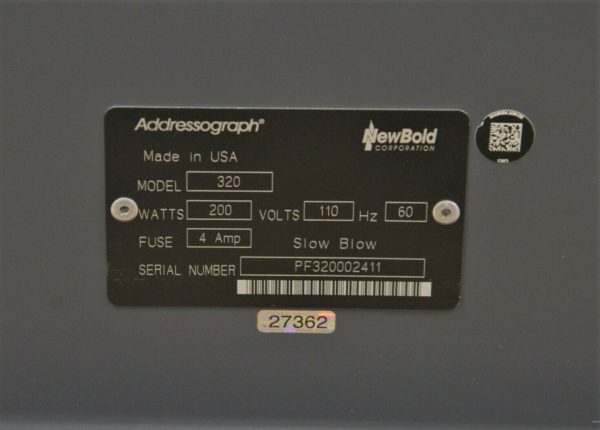 Addressograph®
NewBold
CORPORATION
Made in USA
MODEL 320
WATTS 200 VOLTS 110 Hz 60
FUSE 4 Amp Slow Blow
SERIAL NUMBER PF320002411
27362